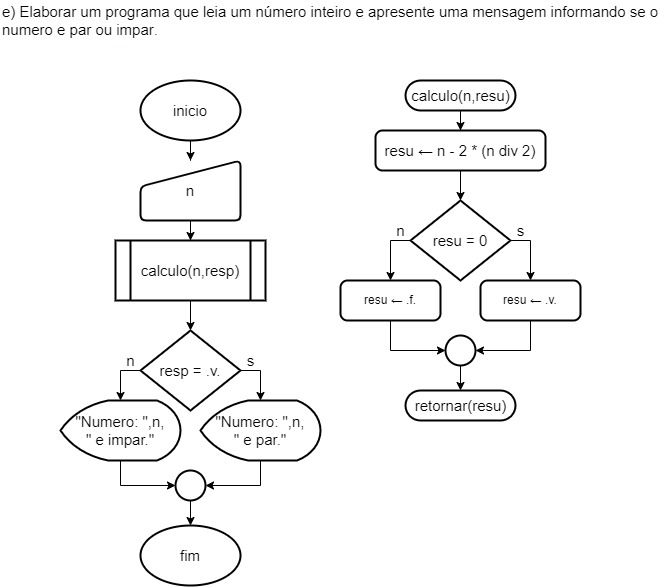 e) Elaborar um programa que leia um número inteiro e apresente uma mensagem informando se o
numero e par ou impar.
inicio
n
calculo(n,resp)
resp = .v.
n
s
"Numero: ",n,
" e impar."
"Numero: ",n,
" e par."
fim
calculo(n,resu)
resu ← n - 2 * (n div 2)
resu = 0
n
s
resu ← .f.
resu ← .v.
retornar(resu)